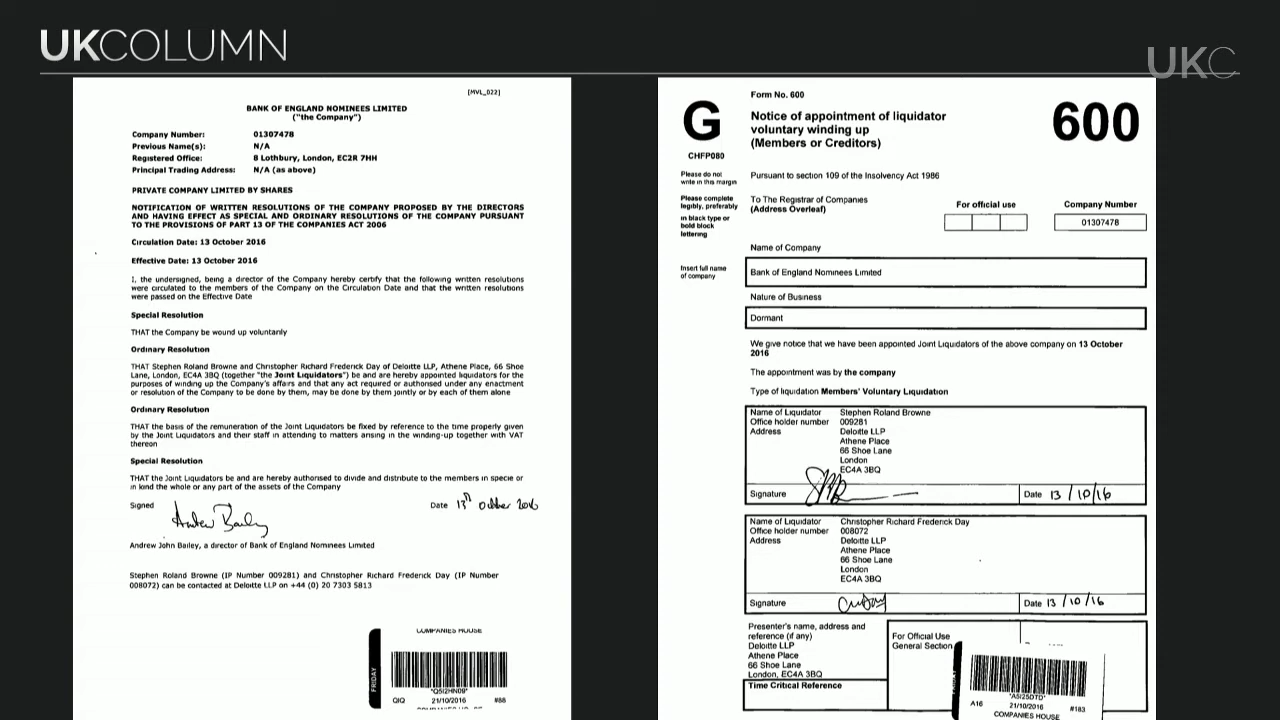 UKCOLUMN
UKC
[MVL_022]
BANK OF ENGLAND NOMINEES LIMITED
("the Company")
Company Number: 01307478
Previous Name(s): N/A
Registered Office: 8 Lothbury, London, EC2R 7HH
Principal Trading Address: N/A (as above)
PRIVATE COMPANY LIMITED BY SHARES
NOTIFICATION OF WRITTEN RESOLUTIONS OF THE COMPANY PROPOSED BY THE DIRECTORS
AND HAVING EFFECT AS SPECIAL AND ORDINARY RESOLUTIONS OF THE COMPANY PURSUANT
TO THE PROVISIONS OF PART 13 OF THE COMPANIES ACT 2006
Circulation Date: 13 October 2016
Effective Date: 13 October 2016
I, the undersigned, being a director of the Company hereby certify that the following written resolutions
were circulated to the members of the Company on the Circulation Date and that the written resolutions
were passed on the Effective Date
Special Resolution
THAT the Company be wound up voluntarily
Ordinary Resolution
THAT Stephen Roland Browne and Christopher Richard Frederick Day of Deloitte LLP, Athene Place, 66 Shoe
Lane, London, EC4A 3BQ (together "the Joint Liquidators") be and are hereby appointed liquidators for the
purposes of winding up the Company's affairs and that any act required or authorised under any enactment
or resolution of the Company to be done by them, may be done by them jointly or by each of them alone
Ordinary Resolution
THAT the basis of the remuneration of the Joint Liquidators be fixed by reference to the time properly given
by the Joint Liquidators and their staff in attending to matters arising in the winding-up together with VAT
thereon
Special Resolution
THAT the Joint Liquidators be and are hereby authorised to divide and distribute to the members in specie or
in kind the whole or any part of the assets of the Company
Signed Andrew Bailey Date 13th October 2016
Andrew John Bailey, a director of Bank of England Nominees Limited
Stephen Roland Browne (IP Number 009281) and Christopher Richard Frederick Day (IP Number
008072) can be contacted at Deloitte LLP on +44 (0) 20 7303 5813
COMPANIES HOUSE
FRIDAY
QIQ 21/10/2016 #88
G
CHFP080
Please do not
write in this margin
Please complete
legibly, preferably
in black type or
bold block
lettering
Insert full name
of company
Form No. 600
Notice of appointment of liquidator
voluntary winding up
(Members or Creditors)
600
Pursuant to section 109 of the Insolvency Act 1986
To The Registrar of Companies
(Address Overleaf)
For official use
Company Number
01307478
Name of Company
Bank of England Nominees Limited
Nature of Business
Dormant
We give notice that we have been appointed Joint Liquidators of the above company on 13 October
2016
The appointment was by the company
Type of liquidation Members' Voluntary Liquidation
Name of Liquidator Stephen Roland Browne
Office holder number 009281
Address Deloitte LLP
Athene Place
66 Shoe Lane
London
EC4A 3BQ
Signature Date 13/10/16
Name of Liquidator Christopher Richard Frederick Day
Office holder number 008072
Address Deloitte LLP
Athene Place
66 Shoe Lane
London
EC4A 3BQ
Signature Date 13/10/16
Presenter's name, address and
reference (if any)
Deloitte LLP
Athene Place
66 Shoe Lane
London, EC4A 3BQ
Time Critical Reference
For Official Use
General Section
A16 21/10/2016 #183
COMPANIES HOUSE